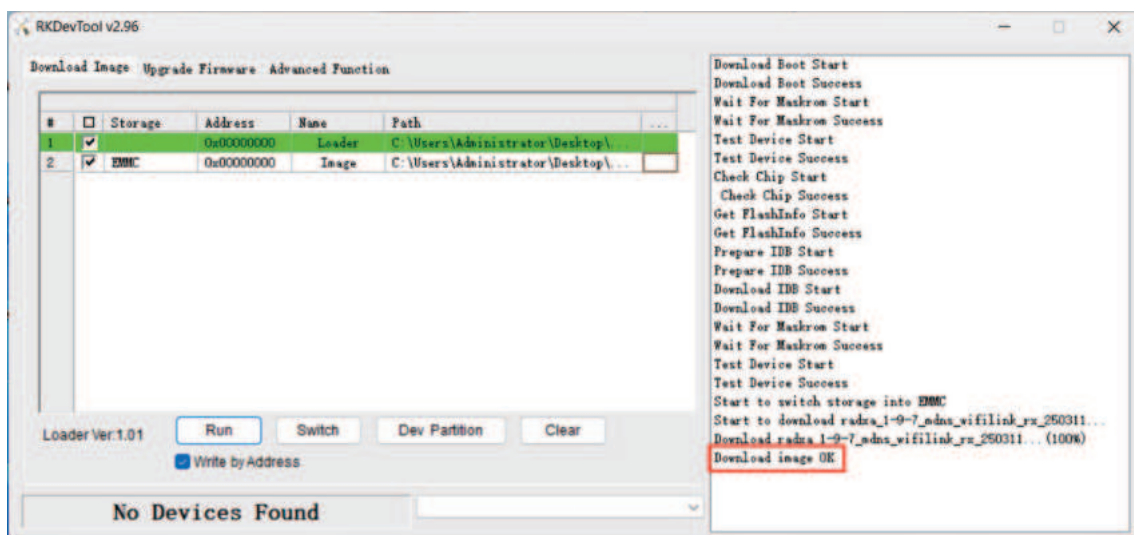 RKDevTool v2.96
Download Image Upgrade Firmware Advanced Function
# Storage Address Name Path ...
1 0x00000000 Loader C:\Users\Administrator\Desktop\...
2 EMMC 0x00000000 Image C:\Users\Administrator\Desktop\...
Loader Ver:1.01 Run Switch Dev Partition Clear
Write by Address
No Devices Found
Download Boot Start
Download Boot Success
Wait For Maskrom Start
Wait For Maskrom Success
Test Device Start
Test Device Success
Check Chip Start
Check Chip Success
Get FlashInfo Start
Get FlashInfo Success
Prepare IDB Start
Prepare IDB Success
Download IDB Start
Download IDB Success
Wait For Maskrom Start
Wait For Maskrom Success
Test Device Start
Test Device Success
Start to switch storage into EMMC
Start to download radxa_1-9-7_mdns_wifilink_rx_250311...
Download radxa_1-9-7_mdns_wifilink_rx_250311... (100%)
Download image OK